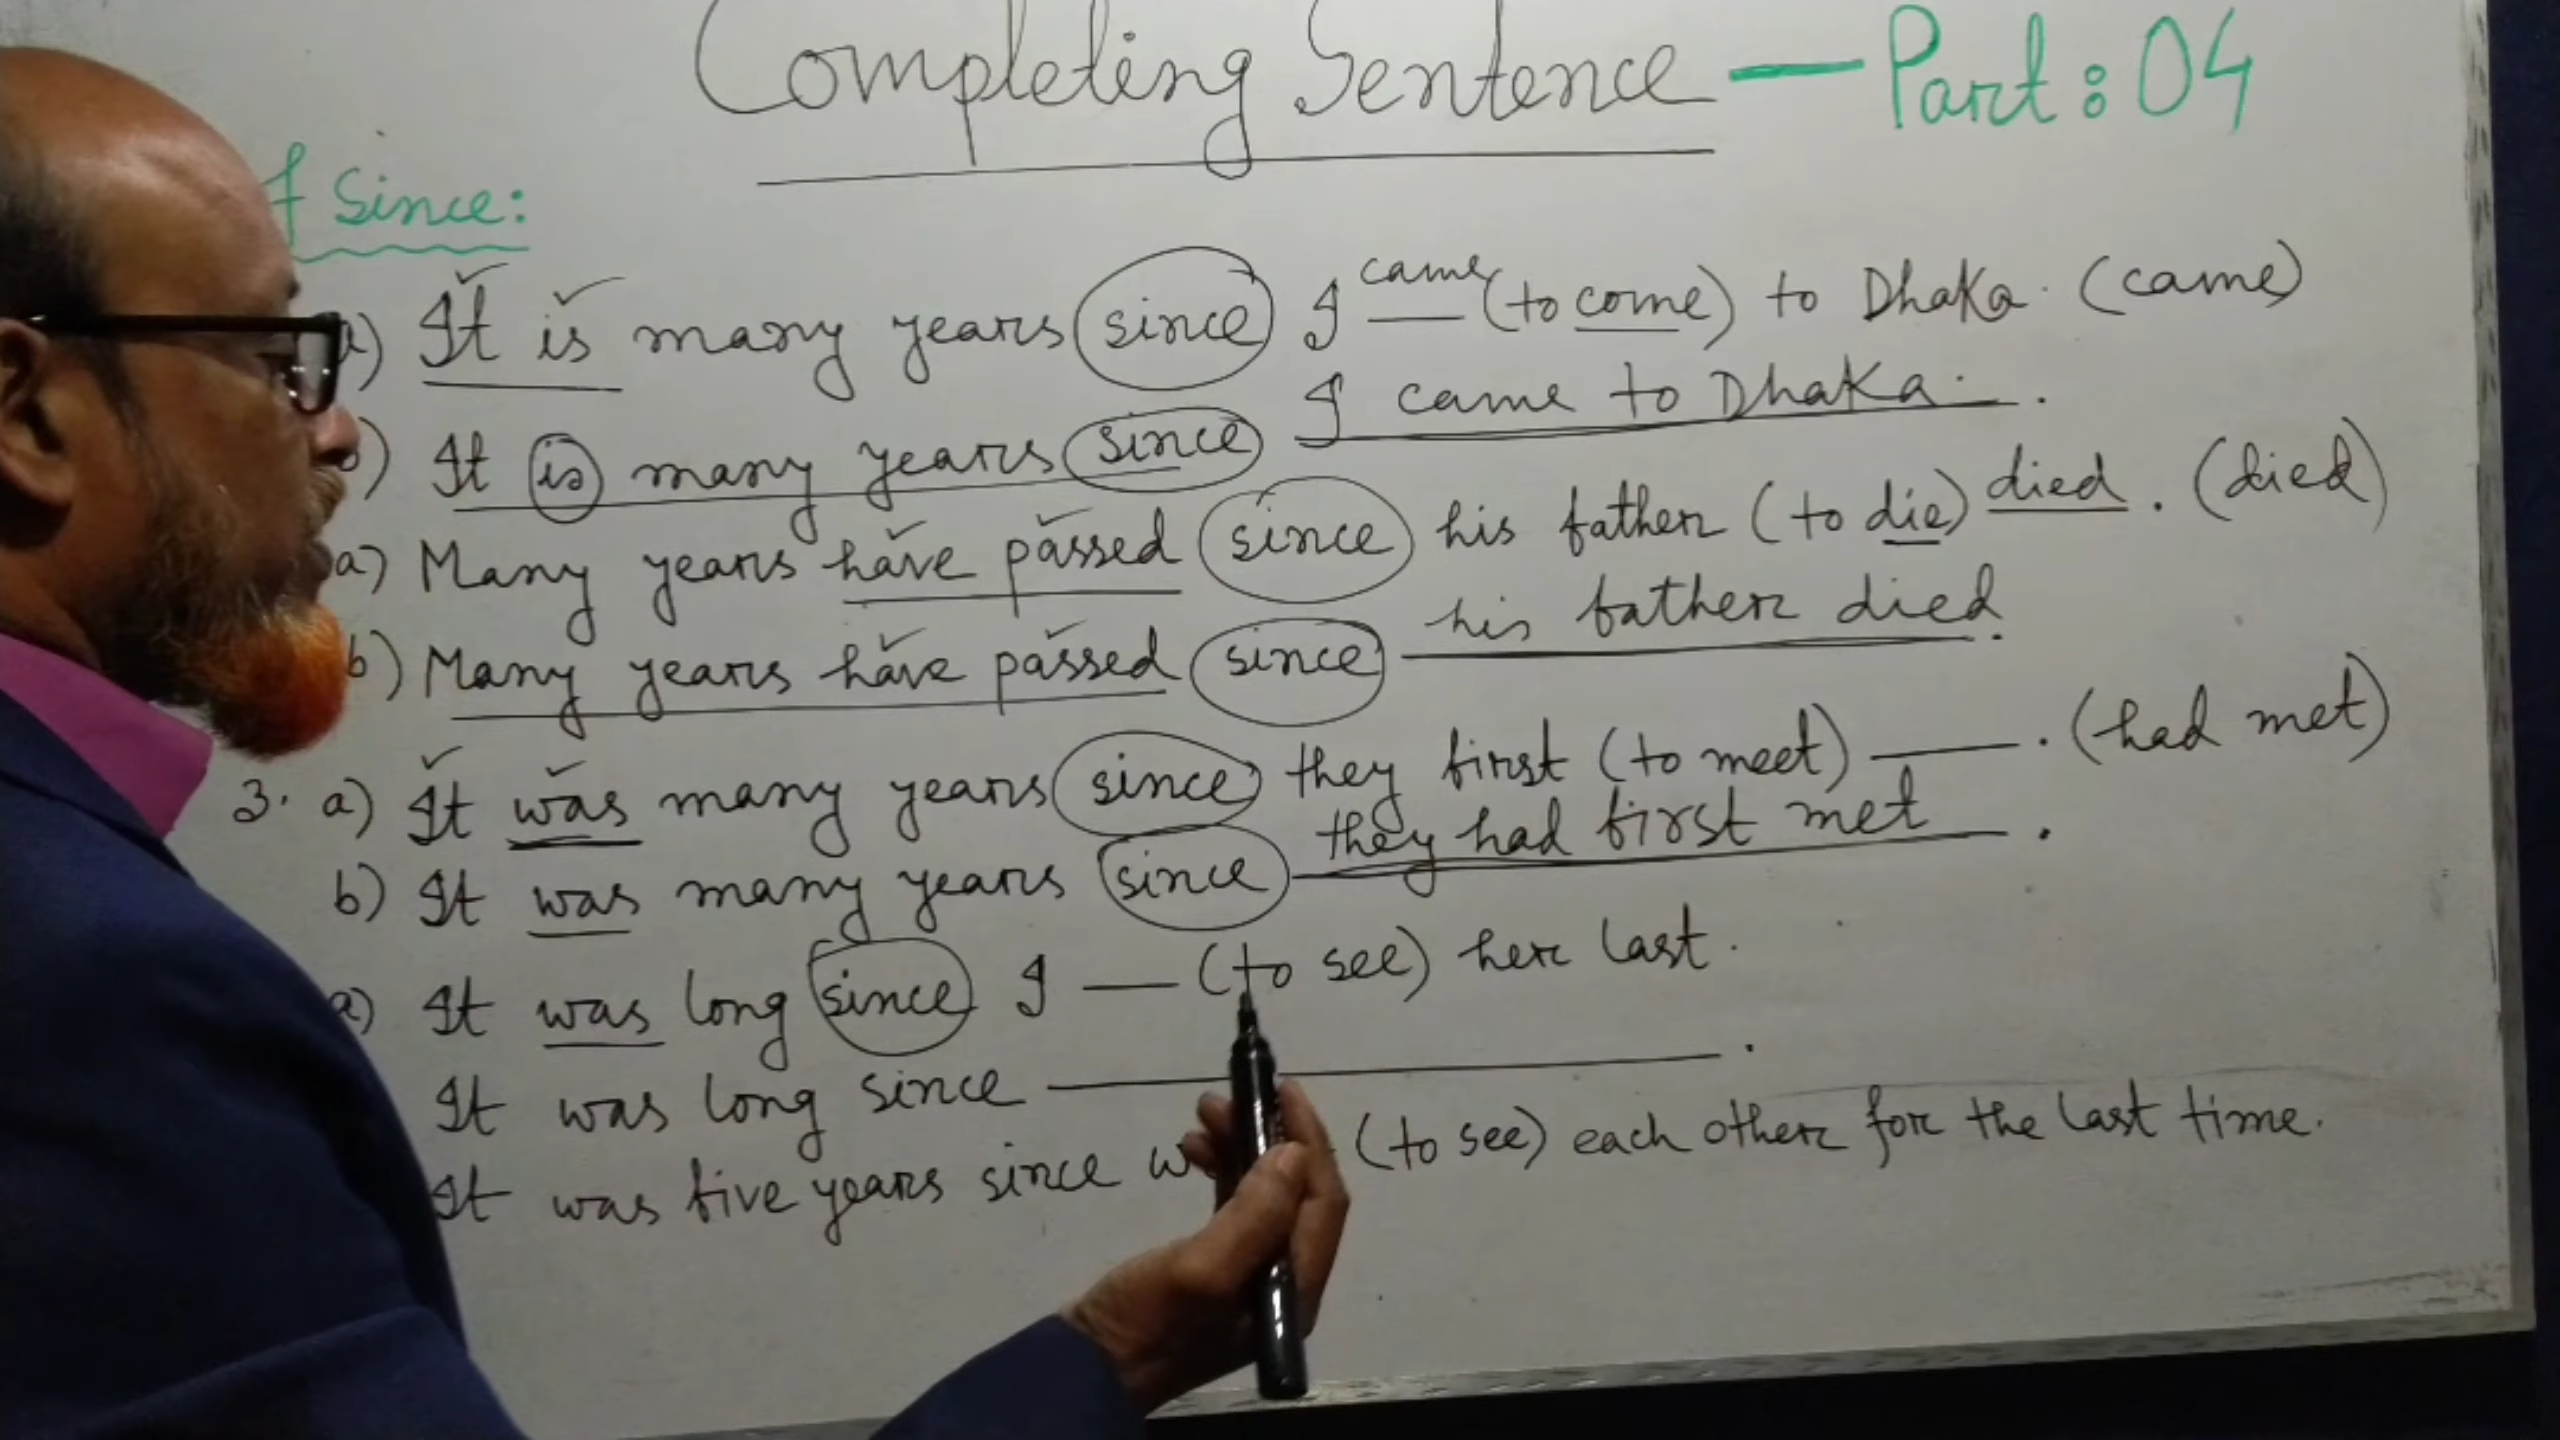 Completing Sentence — Part: 04
f Since:
a) It is many years since I came (to come) to Dhaka. (came)
b) It is many years since I came to Dhaka.
a) Many years have passed since his father (to die) died. (died)
b) Many years have passed since his father died.
3. a) It was many years since they first (to meet) ___. (had met)
b) It was many years since they had first met.
a) It was long since I ___ (to see) her last.
It was long since ___.
It was five years since (to see) each other for the last time.